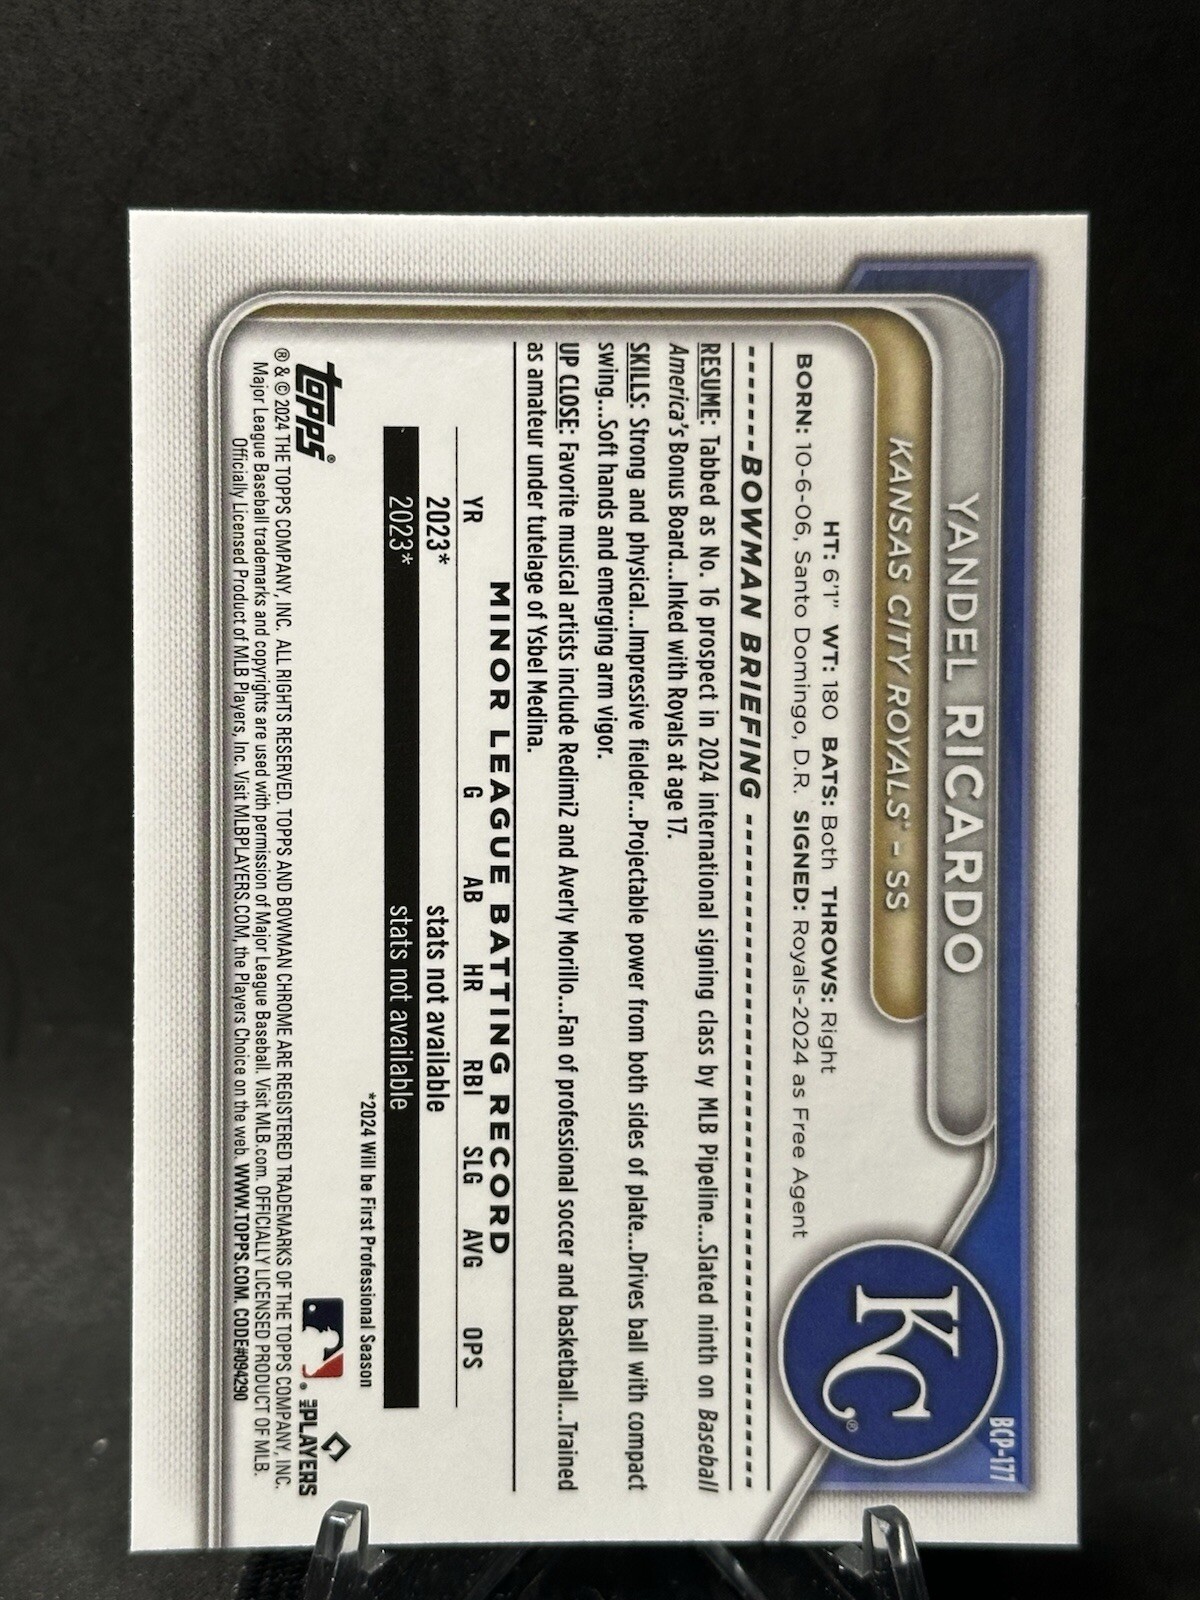 BCP-177
YANDEL RICARDO
KANSAS CITY ROYALS® - SS
KC®
HT: 6'1" WT: 180 BATS: Both THROWS: Right
BORN: 10-6-06, Santo Domingo, D.R. SIGNED: Royals-2024 as Free Agent
BOWMAN BRIEFING
RESUME: Tabbed as No. 16 prospect in 2024 international signing class by MLB Pipeline...Slated ninth on Baseball
America's Bonus Board...Inked with Royals at age 17.
SKILLS: Strong and physical...Impressive fielder...Projectable power from both sides of plate...Drives ball with compact
swing...Soft hands and emerging arm vigor.
UP CLOSE: Favorite musical artists include Redimi2 and Averly Morillo...Fan of professional soccer and basketball...Trained
as amateur under tutelage of Ysbel Medina.
MINOR LEAGUE BATTING RECORD
YR G AB HR RBI SLG AVG OPS
2023* stats not available
2023* stats not available
*2024 Will be First Professional Season
topps®
MLB PLAYERS
® & © 2024 THE TOPPS COMPANY, INC. ALL RIGHTS RESERVED. TOPPS AND BOWMAN CHROME ARE REGISTERED TRADEMARKS OF THE TOPPS COMPANY, INC.
Major League Baseball trademarks and copyrights are used with permission of Major League Baseball. Visit MLB.com. OFFICIALLY LICENSED PRODUCT OF MLB.
Officially Licensed Product of MLB Players, Inc. Visit MLBPLAYERS.COM, the Players Choice on the web. WWW.TOPPS.COM. CODE#094290